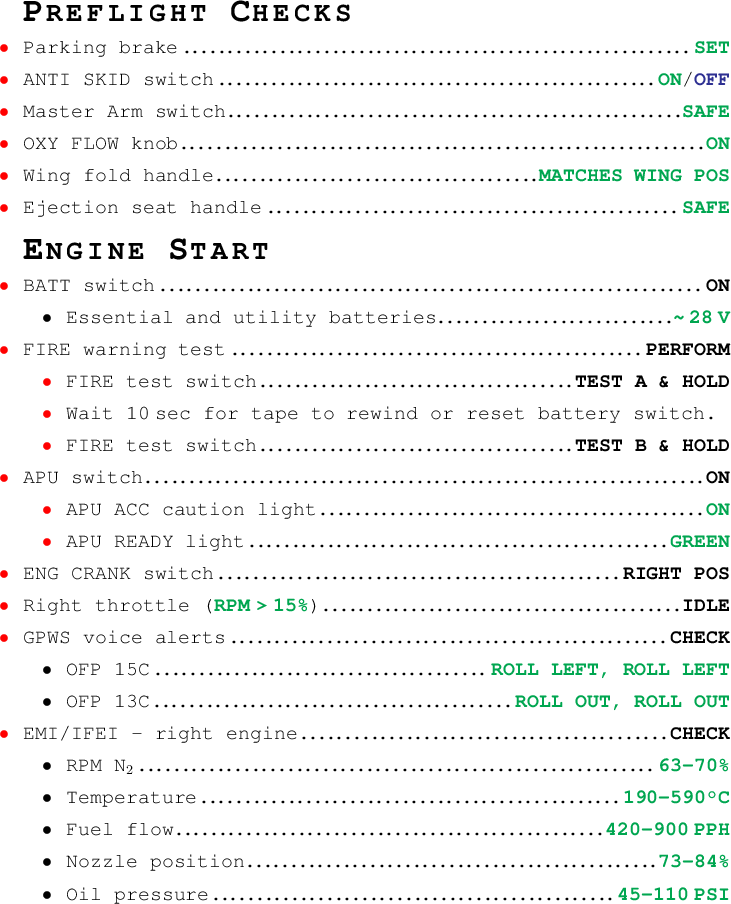 PREFLIGHT CHECKS
• Parking brake ........................................................ SET
• ANTI SKID switch ................................................ ON/OFF
• Master Arm switch.................................................. SAFE
• OXY FLOW knob.......................................................... ON
• Wing fold handle.................................... MATCHES WING POS
• Ejection seat handle ............................................. SAFE
ENGINE START
• BATT switch ............................................................ ON
• Essential and utility batteries.......................... ~ 28 V
• FIRE warning test ............................................. PERFORM
• FIRE test switch................................... TEST A & HOLD
• Wait 10 sec for tape to rewind or reset battery switch.
• FIRE test switch................................... TEST B & HOLD
• APU switch.............................................................. ON
• APU ACC caution light.......................................... ON
• APU READY light .............................................. GREEN
• ENG CRANK switch ............................................ RIGHT POS
• Right throttle (RPM > 15%)........................................ IDLE
• GPWS voice alerts ................................................ CHECK
• OFP 15C ..................................... ROLL LEFT, ROLL LEFT
• OFP 13C ........................................ ROLL OUT, ROLL OUT
• EMI/IFEI – right engine......................................... CHECK
• RPM N₂ ......................................................... 63–70%
• Temperature .............................................. 190–590°C
• Fuel flow............................................... 420–900 PPH
• Nozzle position............................................. 73–84%
• Oil pressure ............................................ 45–110 PSI